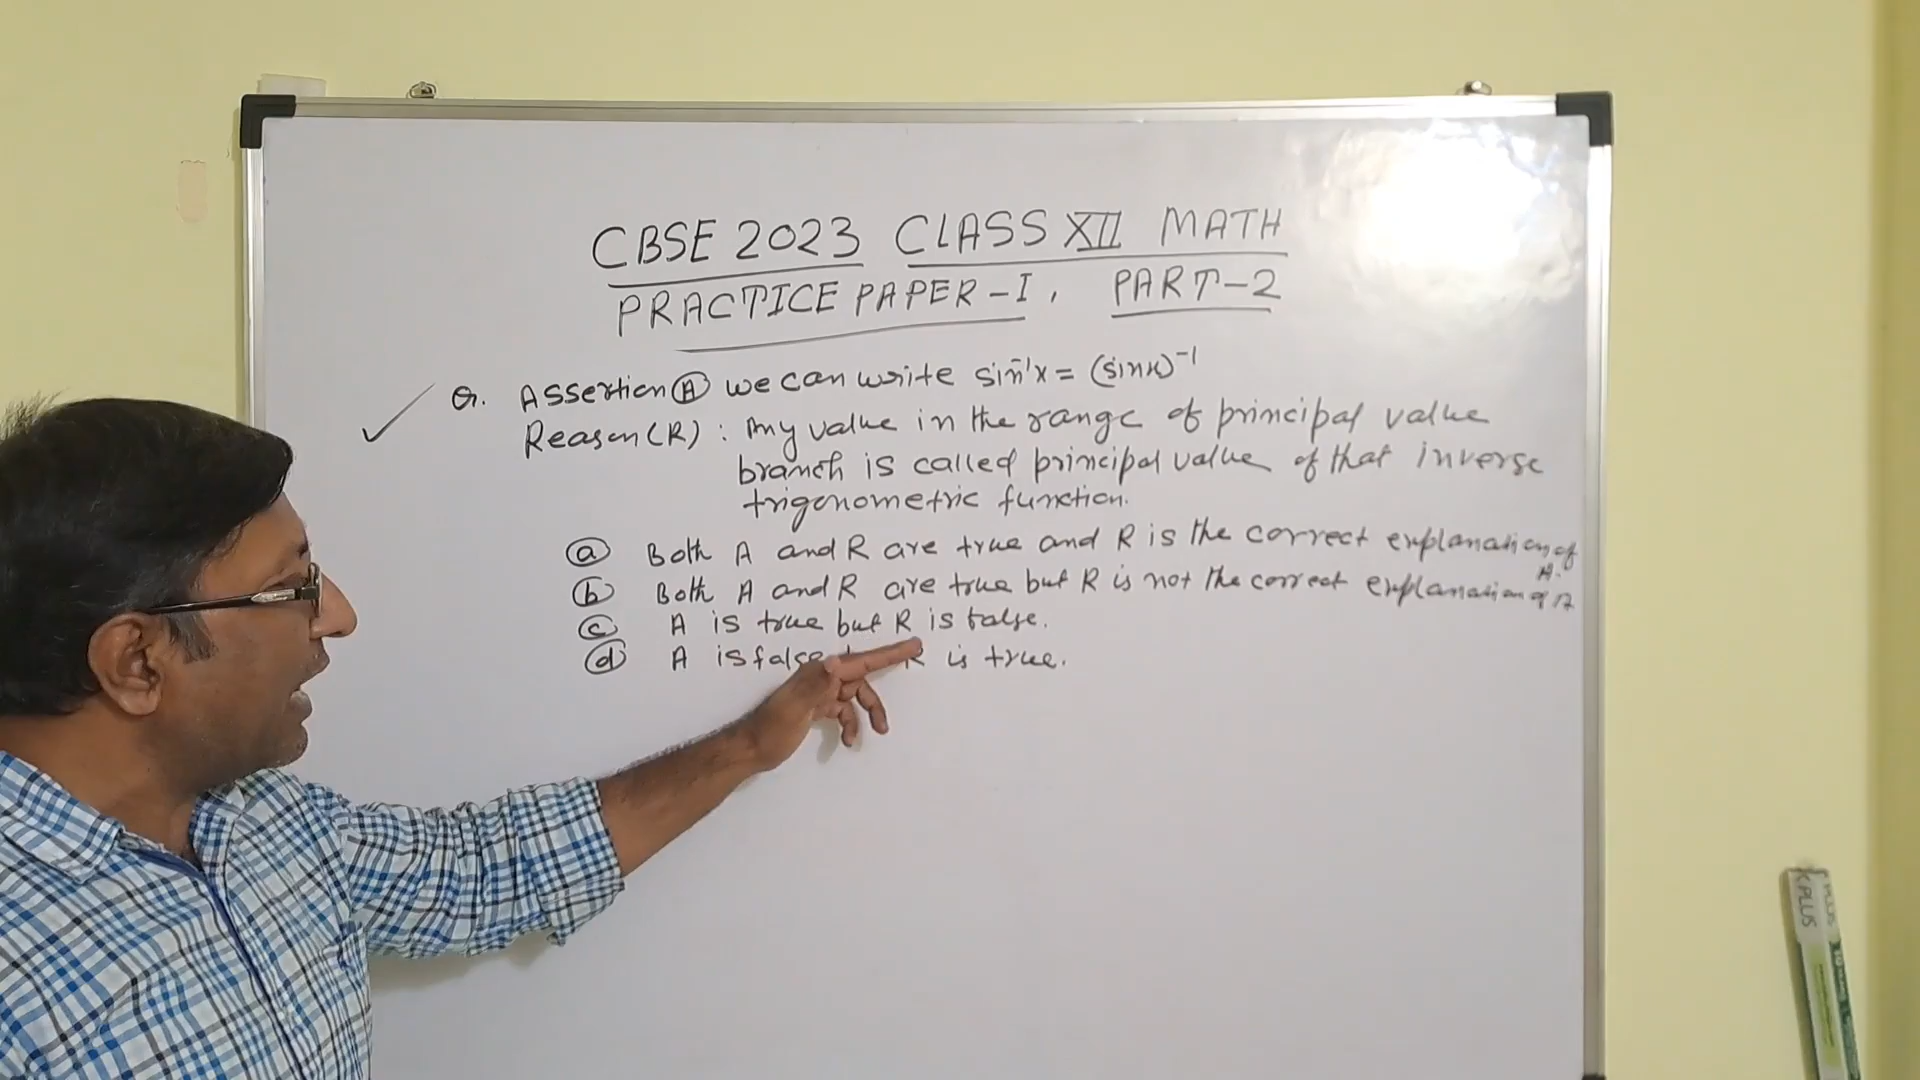 CBSE 2023 CLASS XII MATH
PRACTICE PAPER-I, PART-2
Q. Assertion (A) we can write sin⁻¹x = (sinx)⁻¹
Reason (R) : Any value in the range of principal value
branch is called principal value of that inverse
trigonometric function.
(a) Both A and R are true and R is the correct explanation of A.
(b) Both A and R are true but R is not the correct explanation of A
(c) A is true but R is false.
(d) A is false R is true.
K PLUS
PLUS